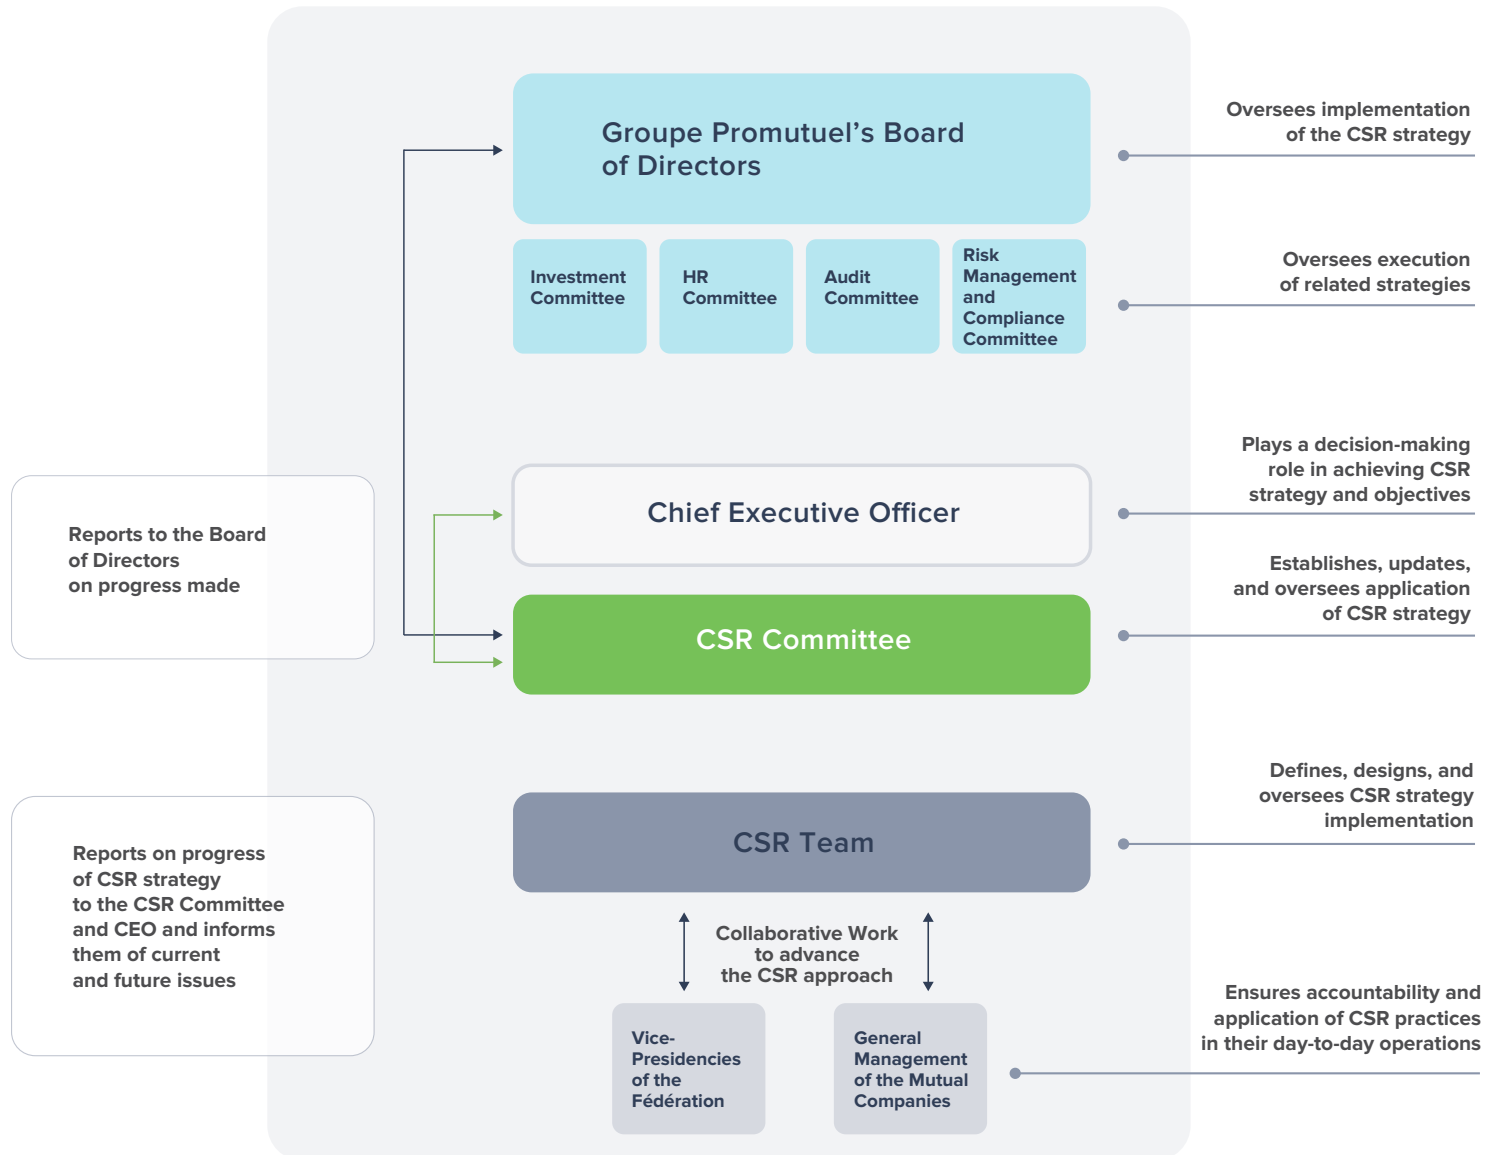 Groupe Promutuel’s Board
of Directors
Oversees implementation
of the CSR strategy
Investment
Committee
HR
Committee
Audit
Committee
Risk
Management
and
Compliance
Committee
Oversees execution
of related strategies
Reports to the Board
of Directors
on progress made
Chief Executive Officer
Plays a decision-making
role in achieving CSR
strategy and objectives
CSR Committee
Establishes, updates,
and oversees application
of CSR strategy
Reports on progress
of CSR strategy
to the CSR Committee
and CEO and informs
them of current
and future issues
CSR Team
Defines, designs, and
oversees CSR strategy
implementation
Collaborative Work
to advance
the CSR approach
Vice-
Presidencies
of the
Fédération
General
Management
of the Mutual
Companies
Ensures accountability and
application of CSR practices
in their day-to-day operations